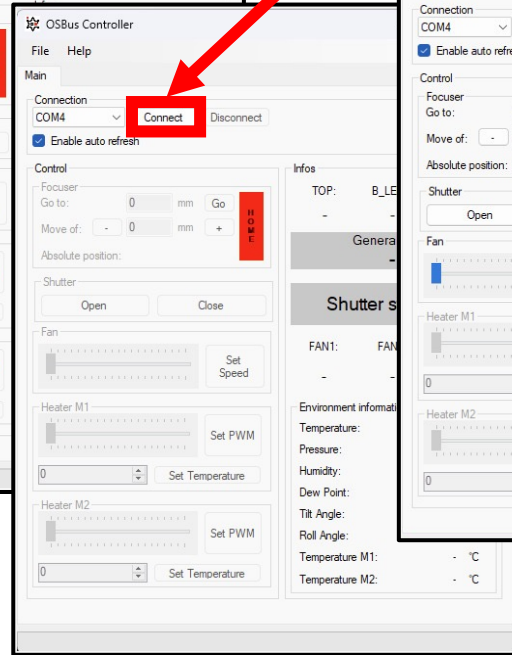 OSBus Controller
File Help
Main
Connection
COM4 Connect Disconnect
Enable auto refresh
Control
Focuser
Go to: 0 mm Go
Move of: - 0 mm +
HOME
Absolute position:
Shutter
Open Close
Fan
Set Speed
Heater M1
Set PWM
0 Set Temperature
Heater M2
Set PWM
0 Set Temperature
Infos
TOP:
- -
-
FAN1:
- -
Temperature:
Pressure:
Humidity:
Dew Point:
Tilt Angle:
Roll Angle:
Temperature M1: - °C
Temperature M2: - °C
Connection
COM4
Enable auto
Control
Focuser
Go to:
Move of: -
Absolute position:
Shutter
Open
Fan
Heater M1
0
Heater M2
0